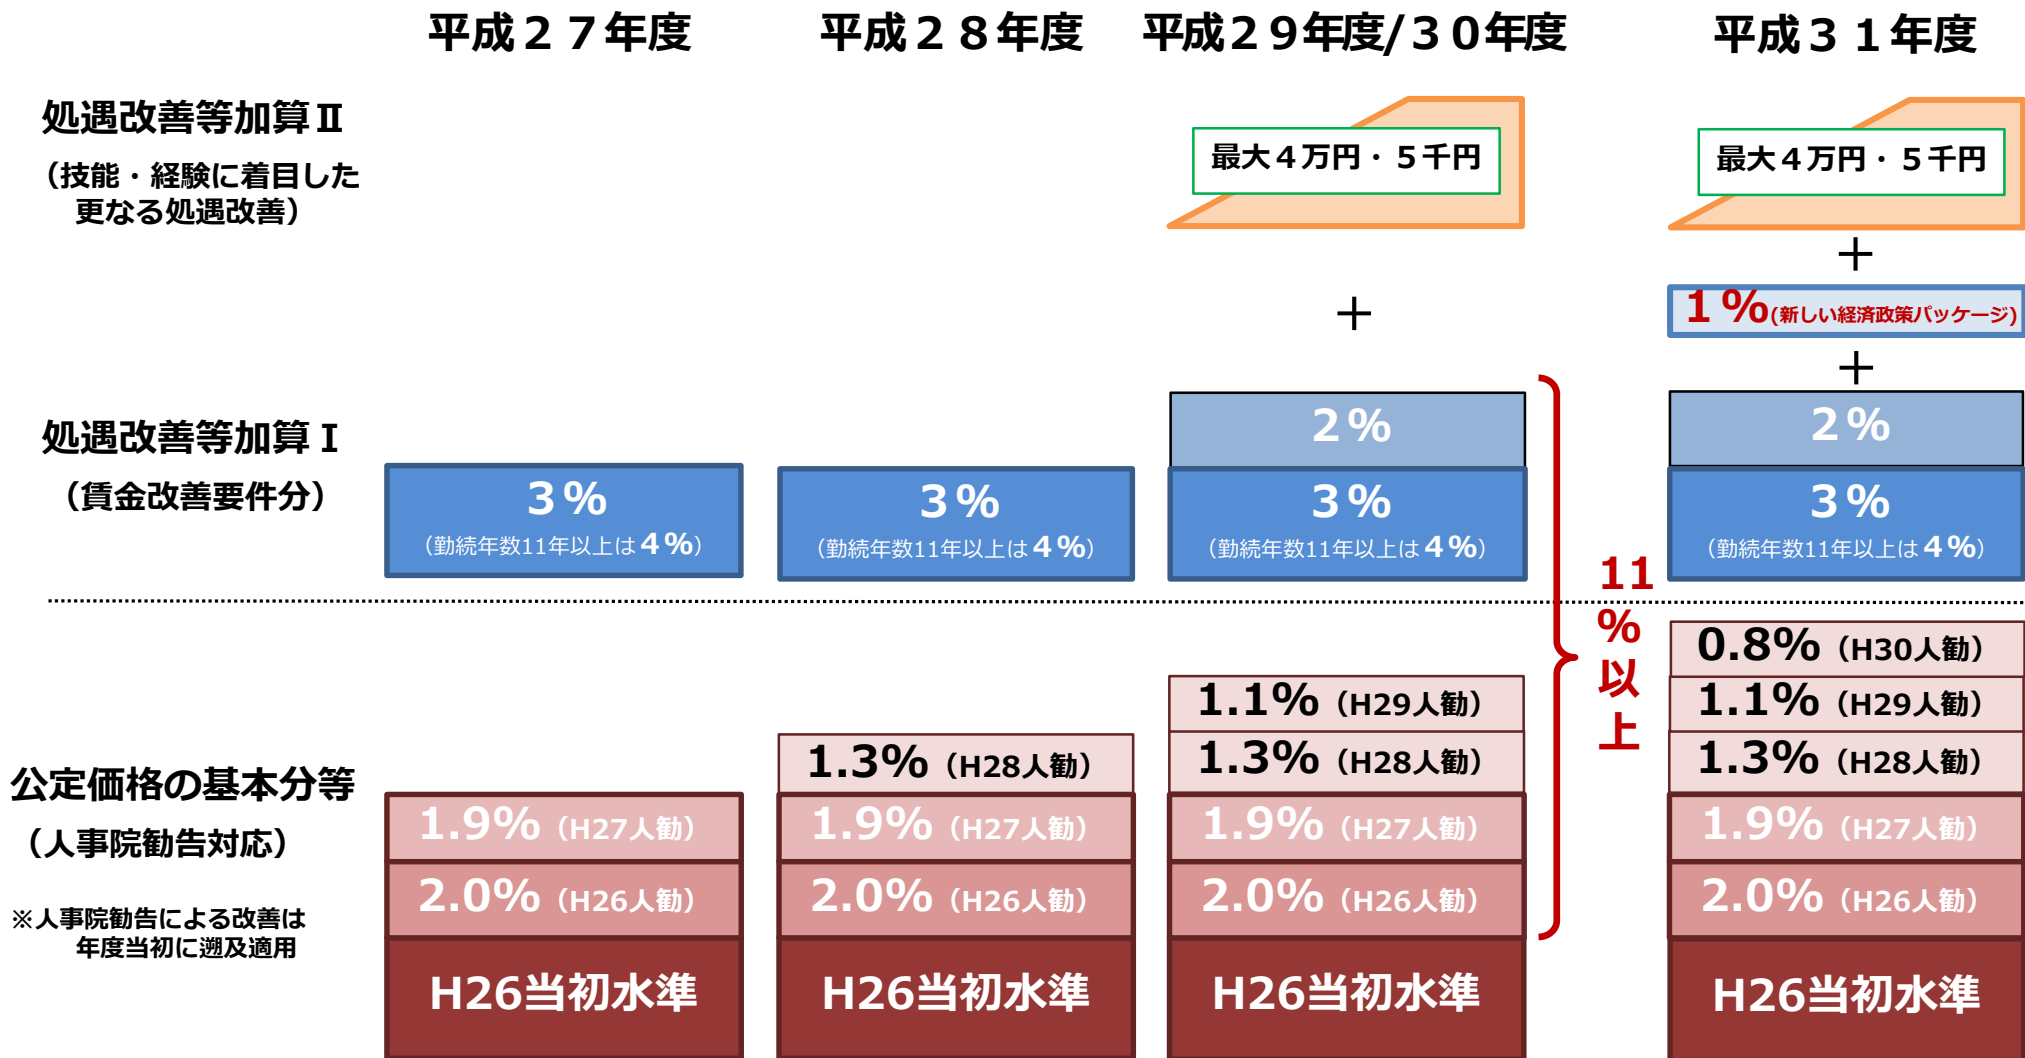 平成２７年度
平成２８年度
平成２９年度/３０年度
平成３１年度
処遇改善等加算Ⅱ
（技能・経験に着目した
更なる処遇改善）
最大４万円・５千円
最大４万円・５千円
＋
＋
１％(新しい経済政策パッケージ)
＋
処遇改善等加算Ⅰ
（賃金改善要件分）
３％
（勤続年数11年以上は４％）
３％
（勤続年数11年以上は４％）
２％
３％
（勤続年数11年以上は４％）
２％
３％
（勤続年数11年以上は４％）
11
％
以
上
公定価格の基本分等
（人事院勧告対応）
※人事院勧告による改善は
年度当初に遡及適用
1.9%（H27人勧）
2.0%（H26人勧）
H26当初水準
1.3%（H28人勧）
1.9%（H27人勧）
2.0%（H26人勧）
H26当初水準
1.1%（H29人勧）
1.3%（H28人勧）
1.9%（H27人勧）
2.0%（H26人勧）
H26当初水準
0.8%（H30人勧）
1.1%（H29人勧）
1.3%（H28人勧）
1.9%（H27人勧）
2.0%（H26人勧）
H26当初水準